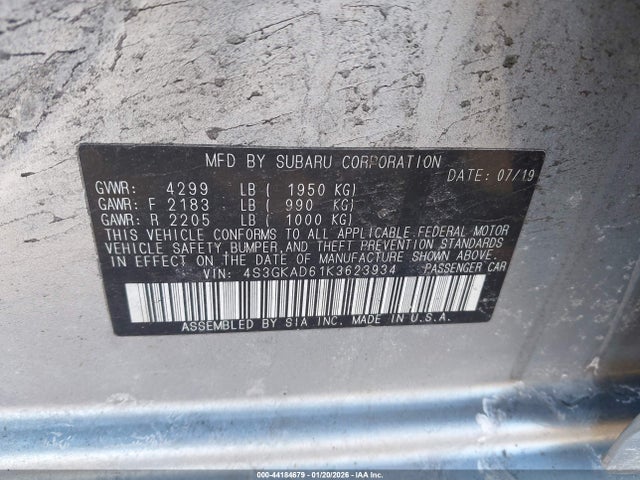 MFD BY SUBARU CORPORATION
DATE: 07/19
GVWR: 4299 LB ( 1950 KG)
GAWR: F 2183 LB ( 990 KG)
GAWR: R 2205 LB ( 1000 KG)
THIS VEHICLE CONFORMS TO ALL APPLICABLE FEDERAL MOTOR
VEHICLE SAFETY, BUMPER, AND THEFT PREVENTION STANDARDS
IN EFFECT ON THE DATE OF MANUFACTURE SHOWN ABOVE.
VIN: 4S3GKAD61K3623934 PASSENGER CAR
ASSEMBLED BY SIA INC. MADE IN U.S.A.
000-44184679 - 01/20/2026 - IAA Inc.